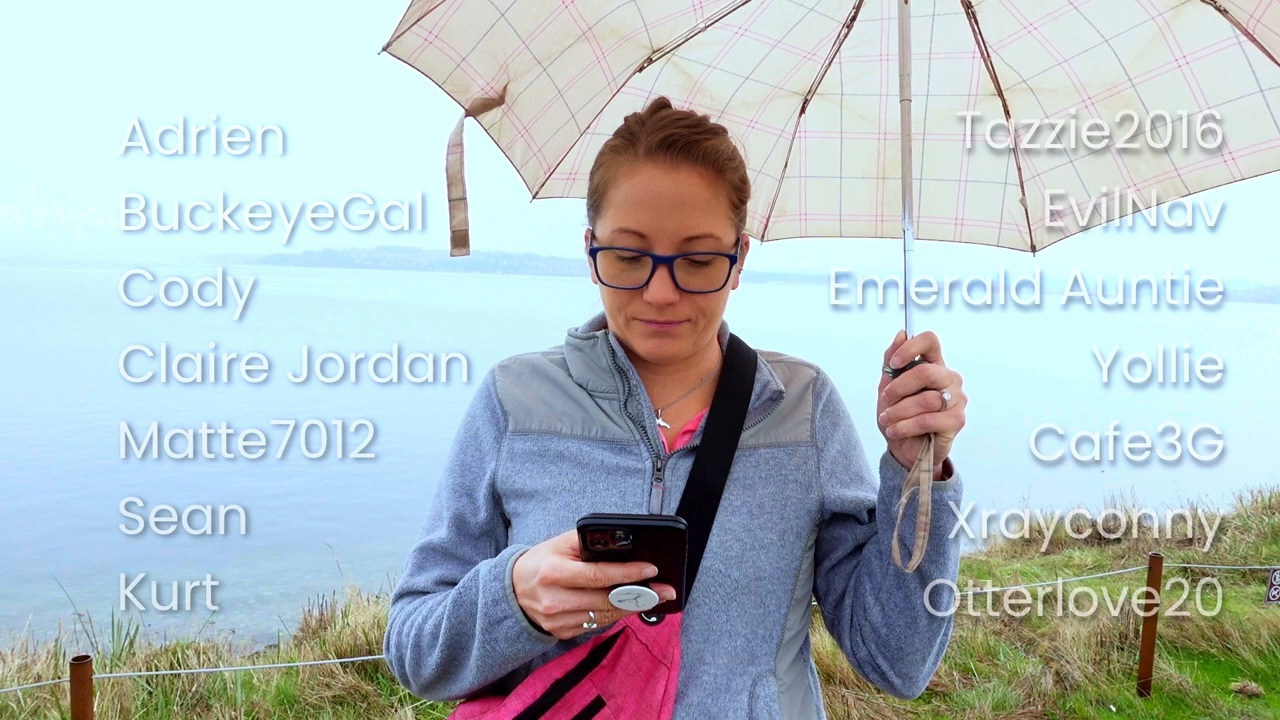 Adrien
BuckeyeGal
Cody
Claire Jordan
Matte7012
Sean
Kurt
Tazzie2016
EvilNav
Emerald Auntie
Yollie
Cafe3G
Xrayconny
Otterlove20